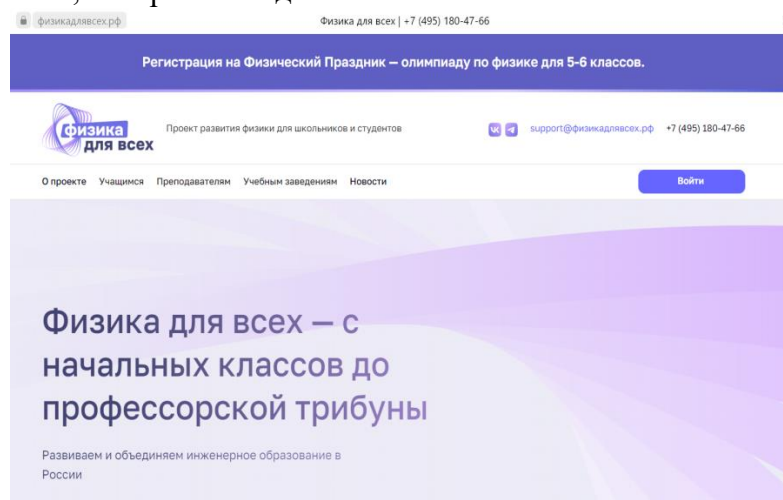 физикадлявсех.рф
Физика для всех | +7 (495) 180-47-66
Регистрация на Физический Праздник — олимпиаду по физике для 5-6 классов.
физика
для всех
Проект развития физики для школьников и студентов
support@физикадлявсех.рф
+7 (495) 180-47-66
О проекте Учащимся Преподавателям Учебным заведениям Новости
Войти
Физика для всех — с
начальных классов до
профессорской трибуны
Развиваем и объединяем инженерное образование в
России